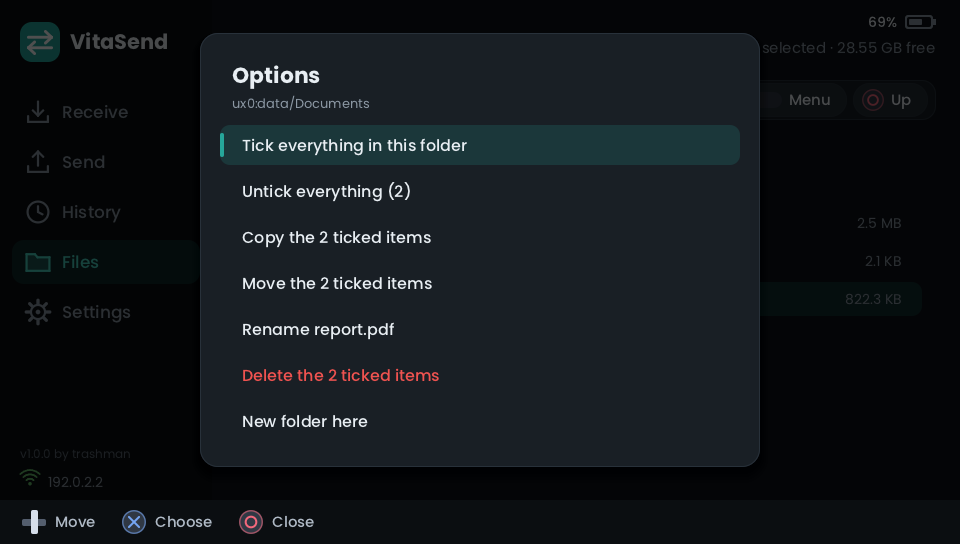 VitaSend
69%
selected · 28.55 GB free
Receive
Send
History
Files
Settings
Menu
Up
2.5 MB
2.1 KB
822.3 KB
Options
ux0:data/Documents
Tick everything in this folder
Untick everything (2)
Copy the 2 ticked items
Move the 2 ticked items
Rename report.pdf
Delete the 2 ticked items
New folder here
v1.0.0 by trashman
192.0.2.2
Move
Choose
Close